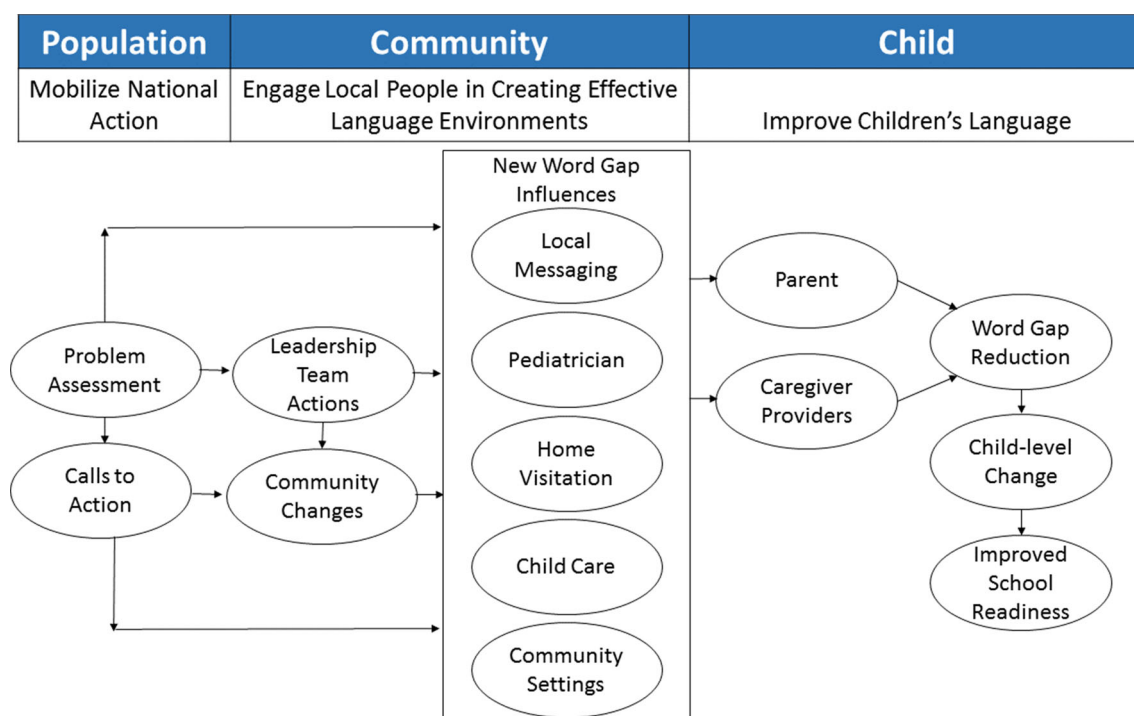 Population
Community
Child
Mobilize National
Action
Engage Local People in Creating Effective
Language Environments
Improve Children's Language
New Word Gap
Influences
Local
Messaging
Pediatrician
Home
Visitation
Child Care
Community
Settings
Problem
Assessment
Calls to
Action
Leadership
Team
Actions
Community
Changes
Parent
Caregiver
Providers
Word Gap
Reduction
Child-level
Change
Improved
School
Readiness